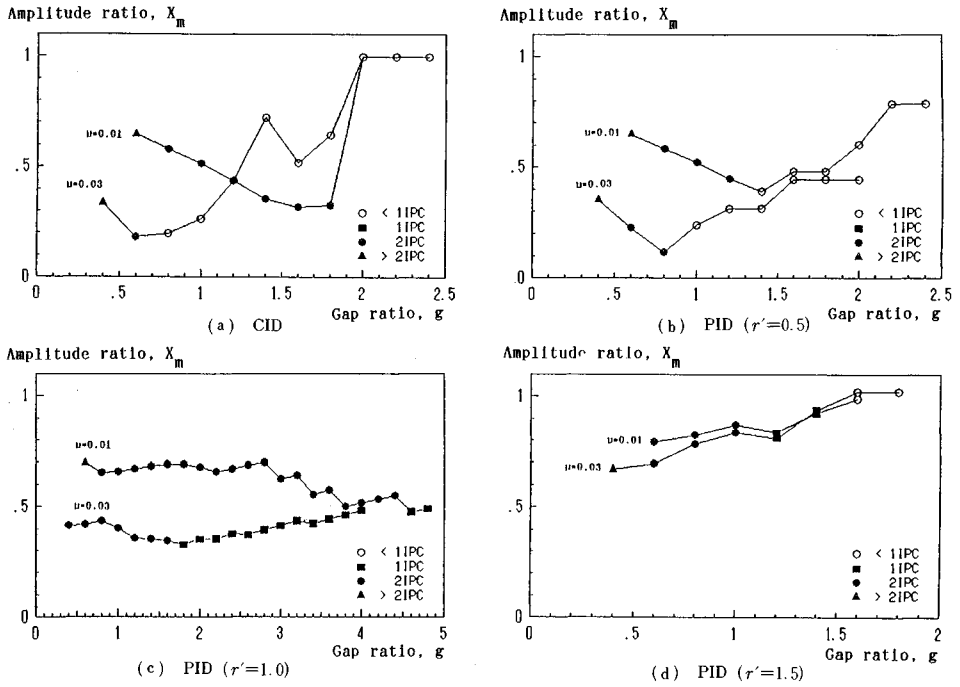 Amplitude ratio, Xm
1
.5
0
μ=0.01
μ=0.03
○ < 1IPC
■ 1IPC
● 2IPC
▲ > 2IPC
0 .5 1 1.5 2 2.5
Gap ratio, g
(a) CID
Amplitude ratio, Xm
1
.5
0
μ=0.01
μ=0.03
○ < 1IPC
■ 1IPC
● 2IPC
▲ > 2IPC
0 .5 1 1.5 2 2.5
Gap ratio, g
(b) PID (r′=0.5)
Amplitude ratio, Xm
1
.5
0
μ=0.01
μ=0.03
○ < 1IPC
■ 1IPC
● 2IPC
▲ > 2IPC
0 1 2 3 4 5
Gap ratio, g
(c) PID (r′=1.0)
Amplitude ratio, Xm
1
.5
0
μ=0.01
μ=0.03
○ < 1IPC
■ 1IPC
● 2IPC
▲ > 2IPC
.5 1 1.5 2
Gap ratio, g
(d) PID (r′=1.5)